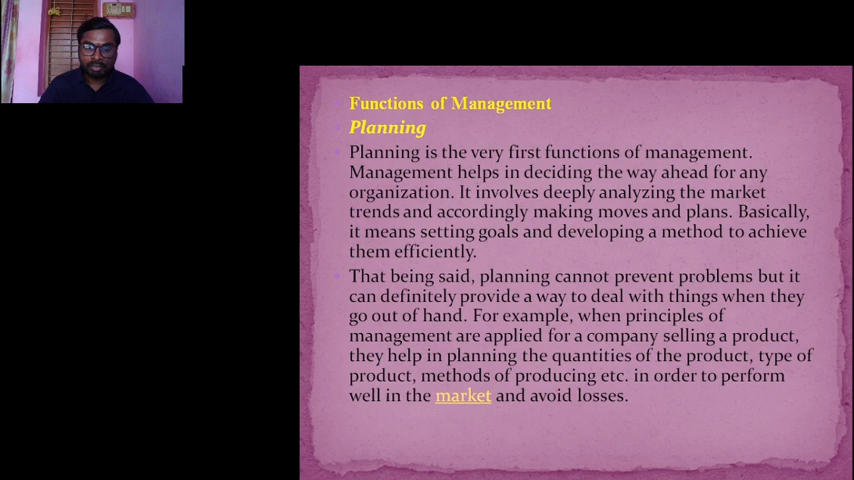 Functions of Management
Planning
Planning is the very first functions of management.
Management helps in deciding the way ahead for any
organization. It involves deeply analyzing the market
trends and accordingly making moves and plans. Basically,
it means setting goals and developing a method to achieve
them efficiently.
That being said, planning cannot prevent problems but it
can definitely provide a way to deal with things when they
go out of hand. For example, when principles of
management are applied for a company selling a product,
they help in planning the quantities of the product, type of
product, methods of producing etc. in order to perform
well in the market and avoid losses.